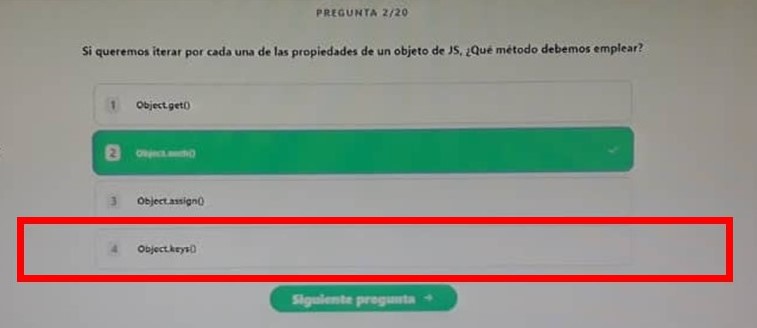 PREGUNTA 2/20
Si queremos iterar por cada una de las propiedades de un objeto de JS, ¿Qué método debemos emplear?
1 Object.get()
2 Object.
3 Object.assign()
4 Object.keys()
Siguiente pregunta →